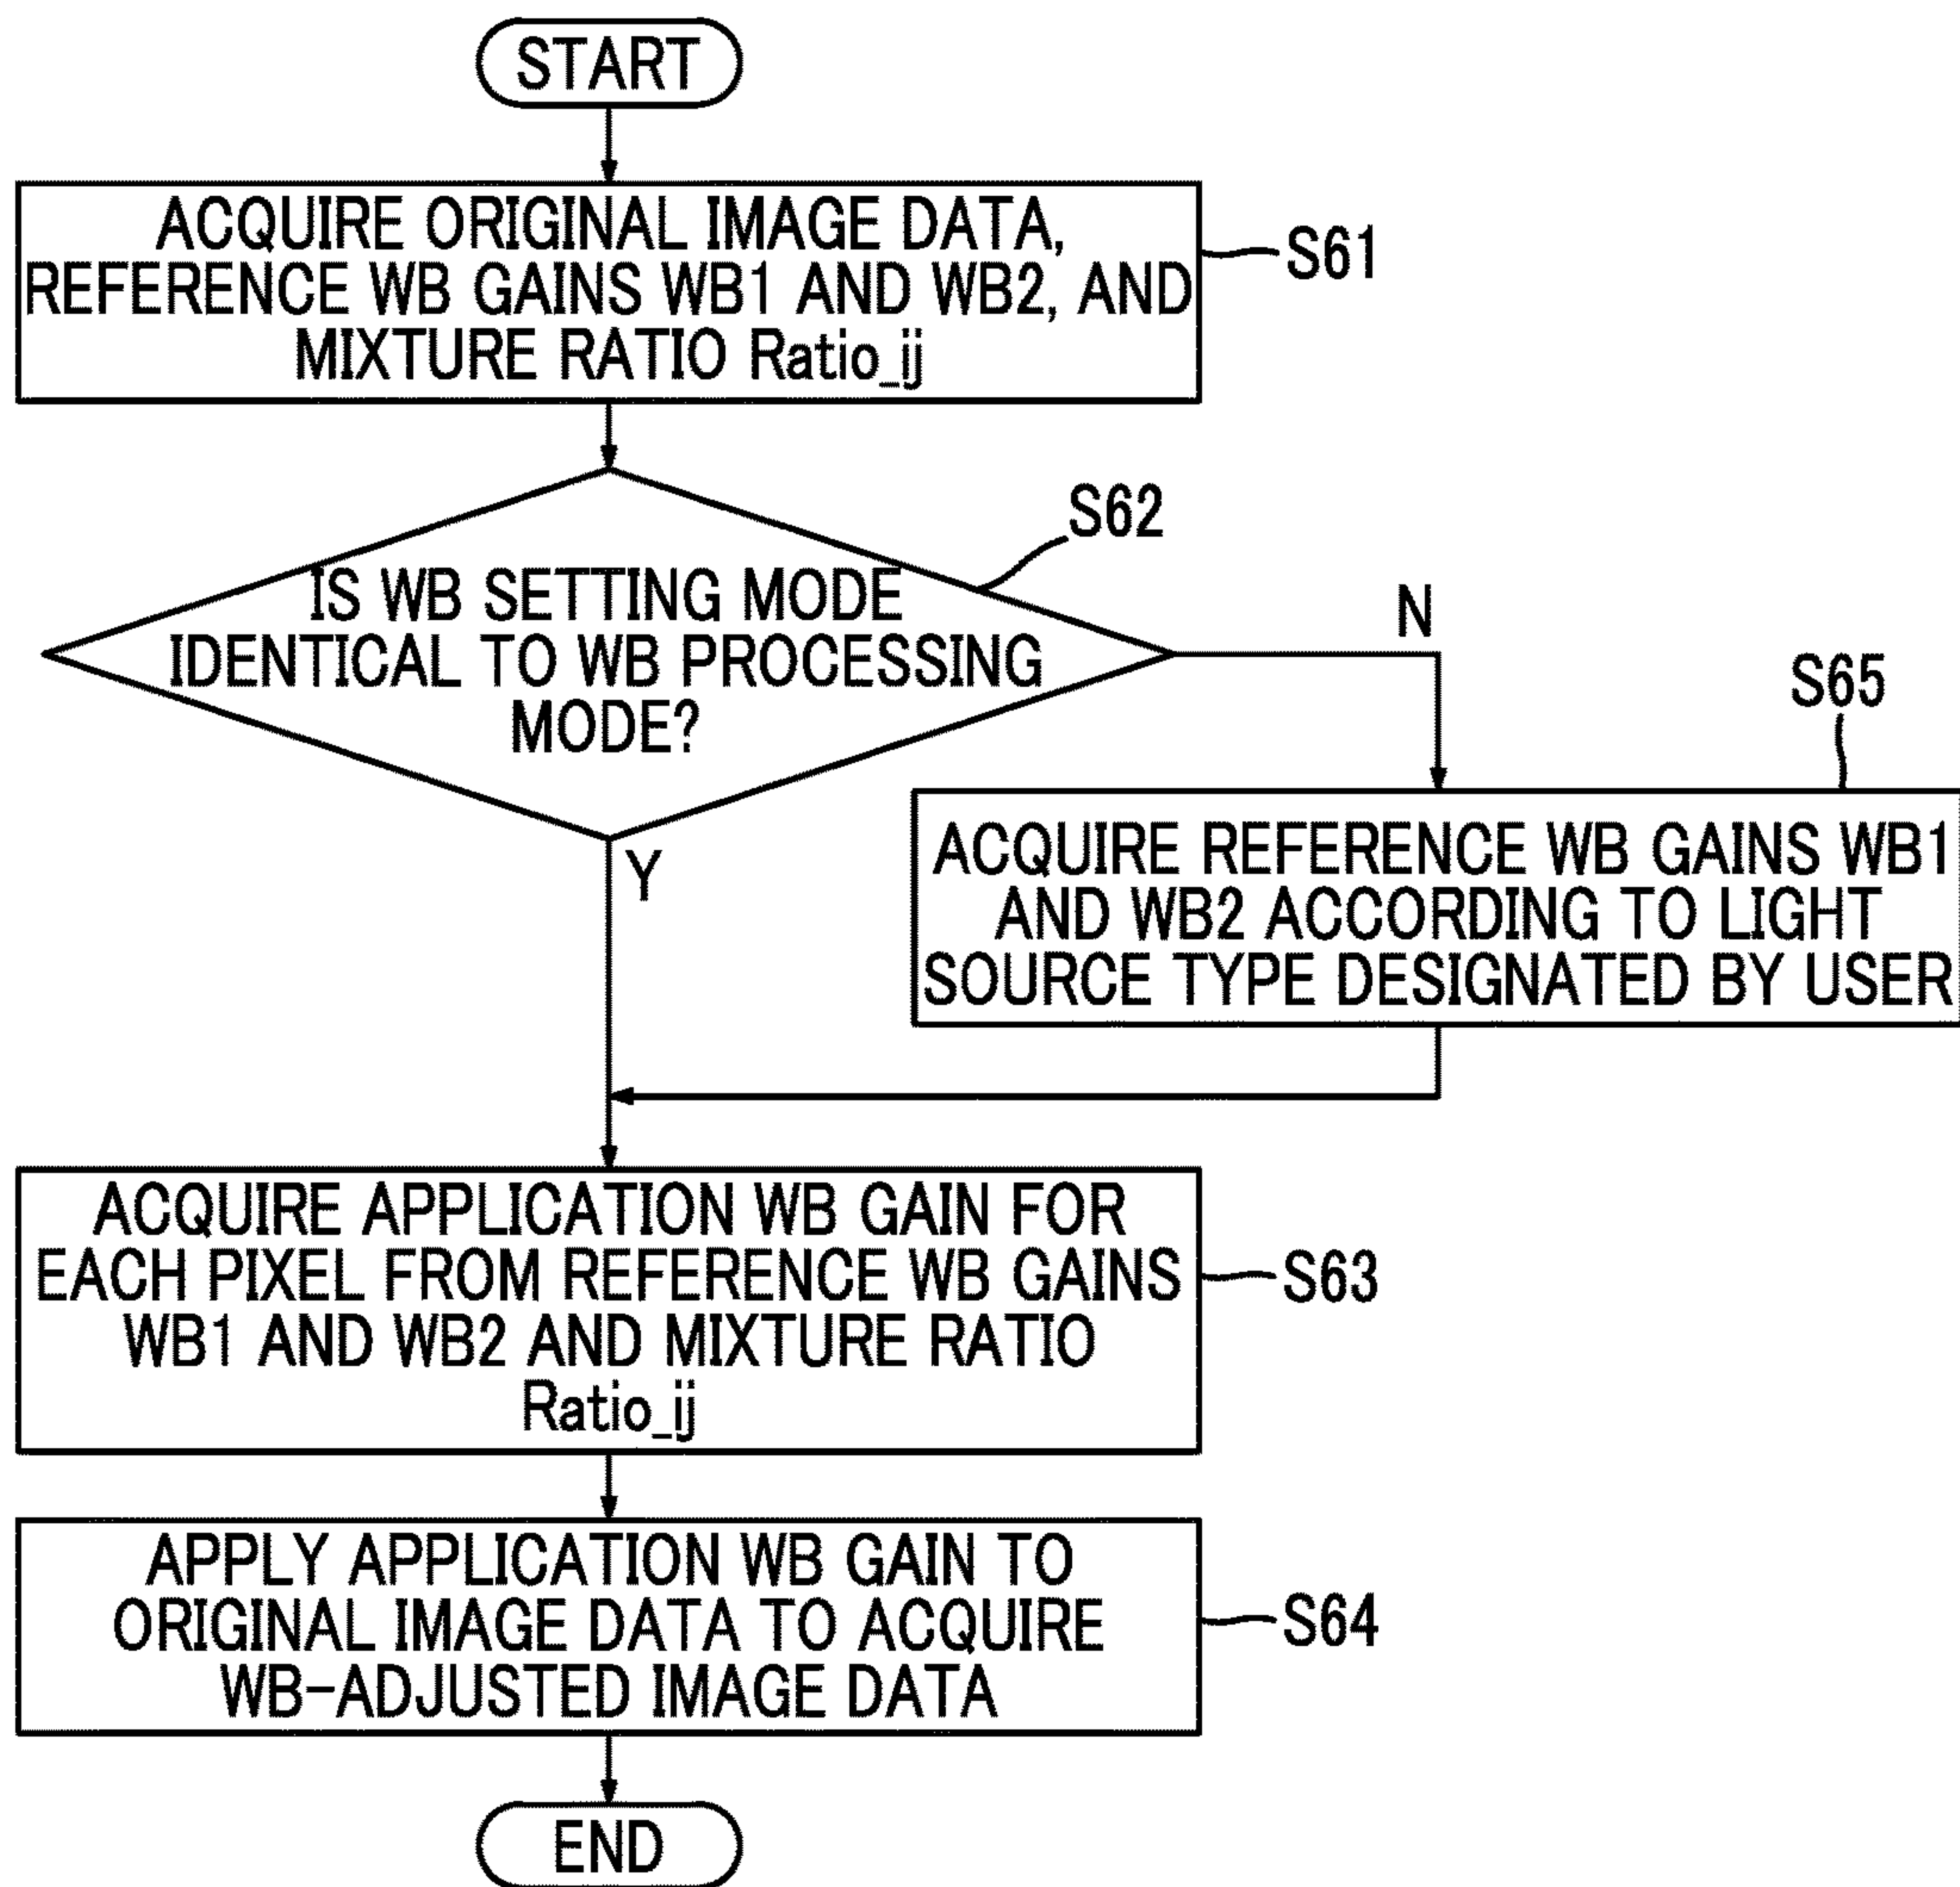 START
ACQUIRE ORIGINAL IMAGE DATA,
REFERENCE WB GAINS WB1 AND WB2, AND
MIXTURE RATIO Ratio_ij
S61
S62
IS WB SETTING MODE
IDENTICAL TO WB PROCESSING
MODE?
N
Y
S65
ACQUIRE REFERENCE WB GAINS WB1
AND WB2 ACCORDING TO LIGHT
SOURCE TYPE DESIGNATED BY USER
ACQUIRE APPLICATION WB GAIN FOR
EACH PIXEL FROM REFERENCE WB GAINS
WB1 AND WB2 AND MIXTURE RATIO
Ratio_ij
S63
APPLY APPLICATION WB GAIN TO
ORIGINAL IMAGE DATA TO ACQUIRE
WB-ADJUSTED IMAGE DATA
S64
END